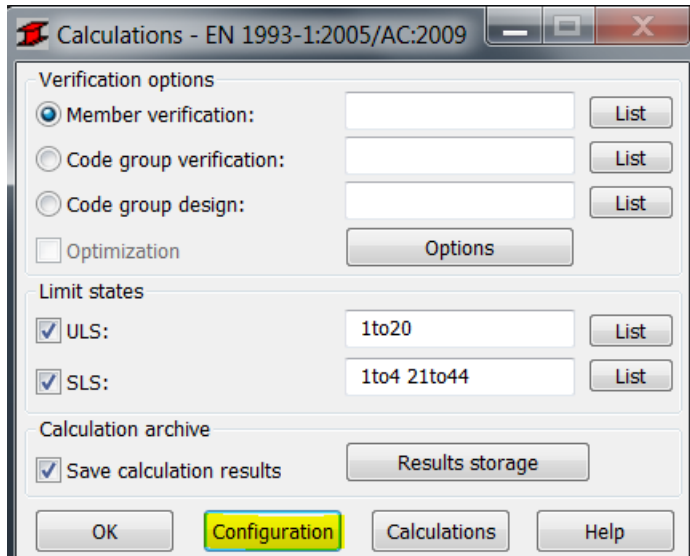 Calculations - EN 1993-1:2005/AC:2009
Verification options
Member verification: List
Code group verification: List
Code group design: List
Optimization Options
Limit states
ULS: 1to20 List
SLS: 1to4 21to44 List
Calculation archive
Save calculation results Results storage
OK Configuration Calculations Help